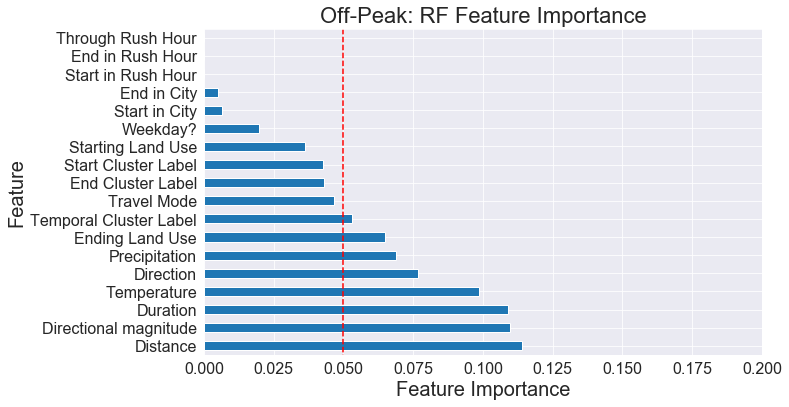 Off-Peak: RF Feature Importance
Feature
Through Rush Hour
End in Rush Hour
Start in Rush Hour
End in City
Start in City
Weekday?
Starting Land Use
Start Cluster Label
End Cluster Label
Travel Mode
Temporal Cluster Label
Ending Land Use
Precipitation
Direction
Temperature
Duration
Directional magnitude
Distance
0.000 0.025 0.050 0.075 0.100 0.125 0.150 0.175 0.200
Feature Importance